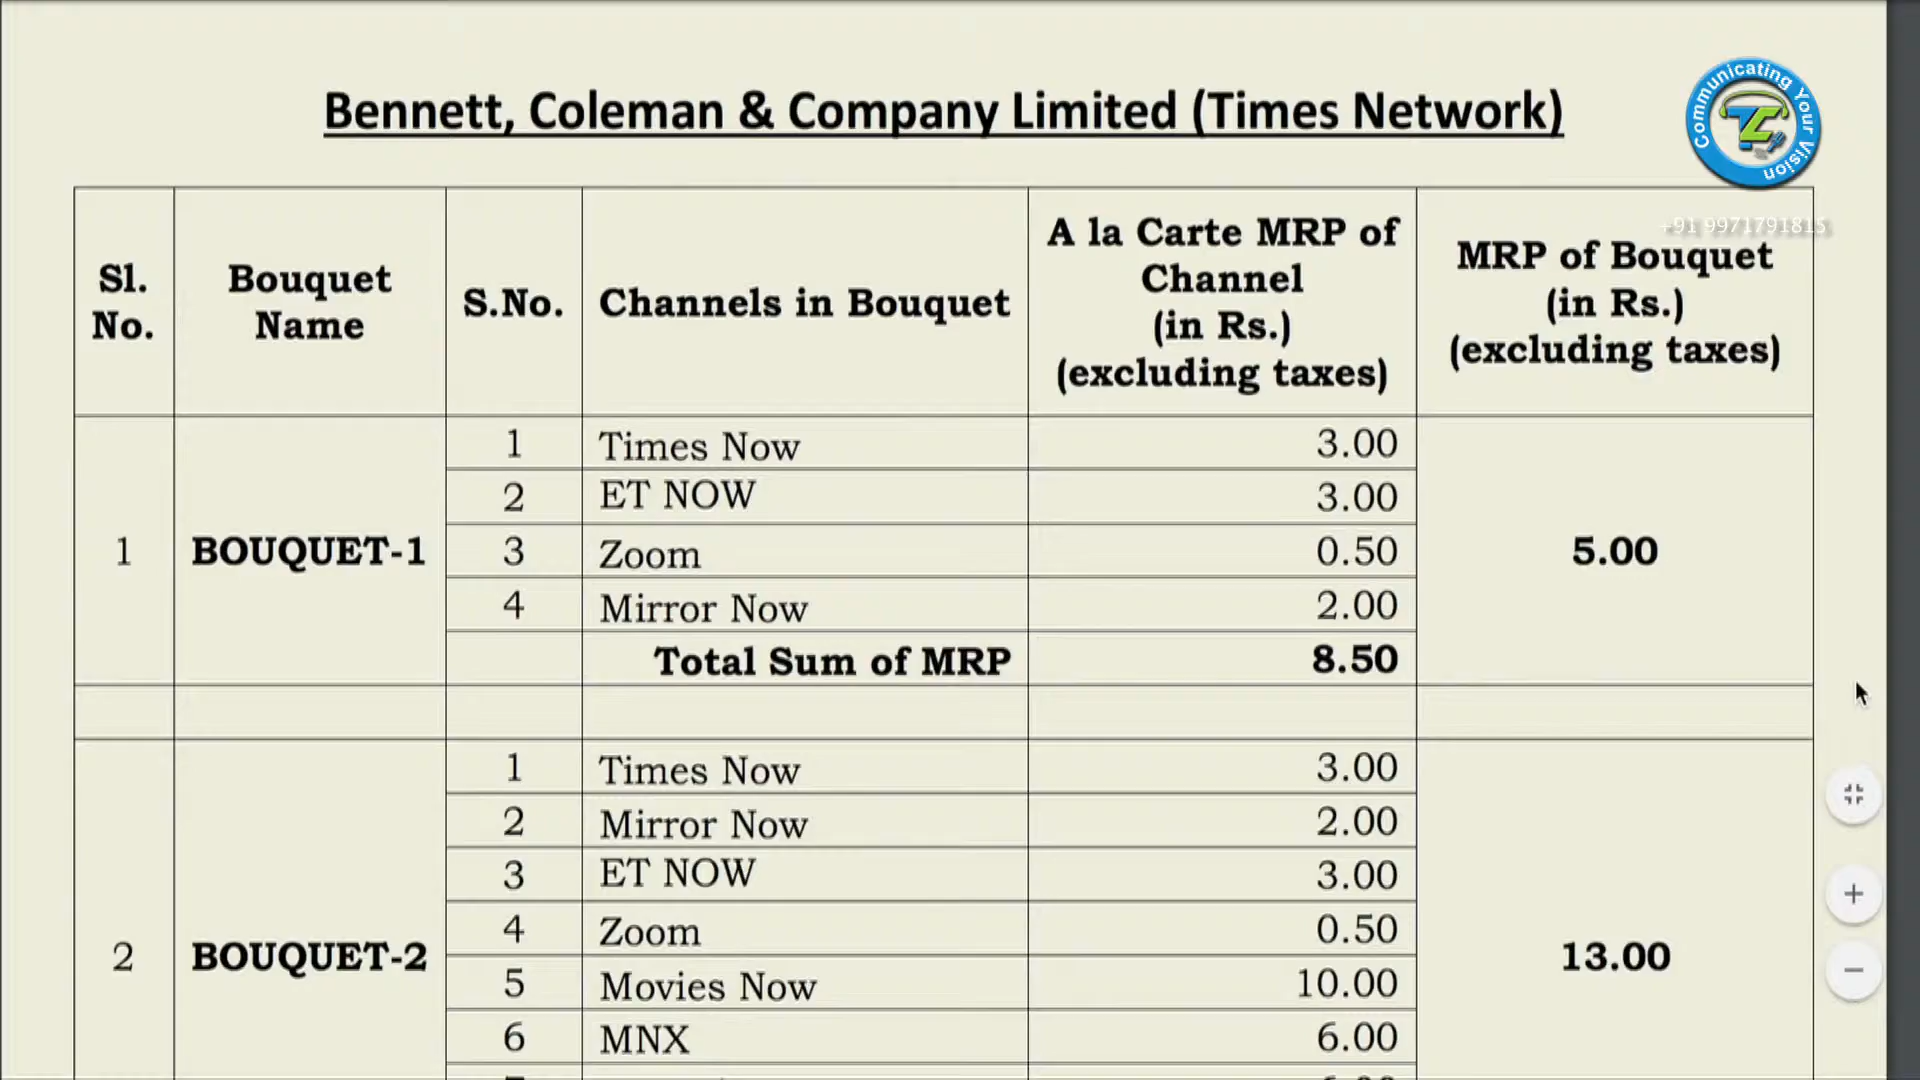 Bennett, Coleman & Company Limited (Times Network)
Communicating Your Vision
+91 9971791815
Sl. No.
Bouquet Name
S.No.
Channels in Bouquet
A la Carte MRP of Channel (in Rs.) (excluding taxes)
MRP of Bouquet (in Rs.) (excluding taxes)
1 BOUQUET-1 5.00
1 Times Now 3.00
2 ET NOW 3.00
3 Zoom 0.50
4 Mirror Now 2.00
Total Sum of MRP 8.50
2 BOUQUET-2 13.00
1 Times Now 3.00
2 Mirror Now 2.00
3 ET NOW 3.00
4 Zoom 0.50
5 Movies Now 10.00
6 MNX 6.00